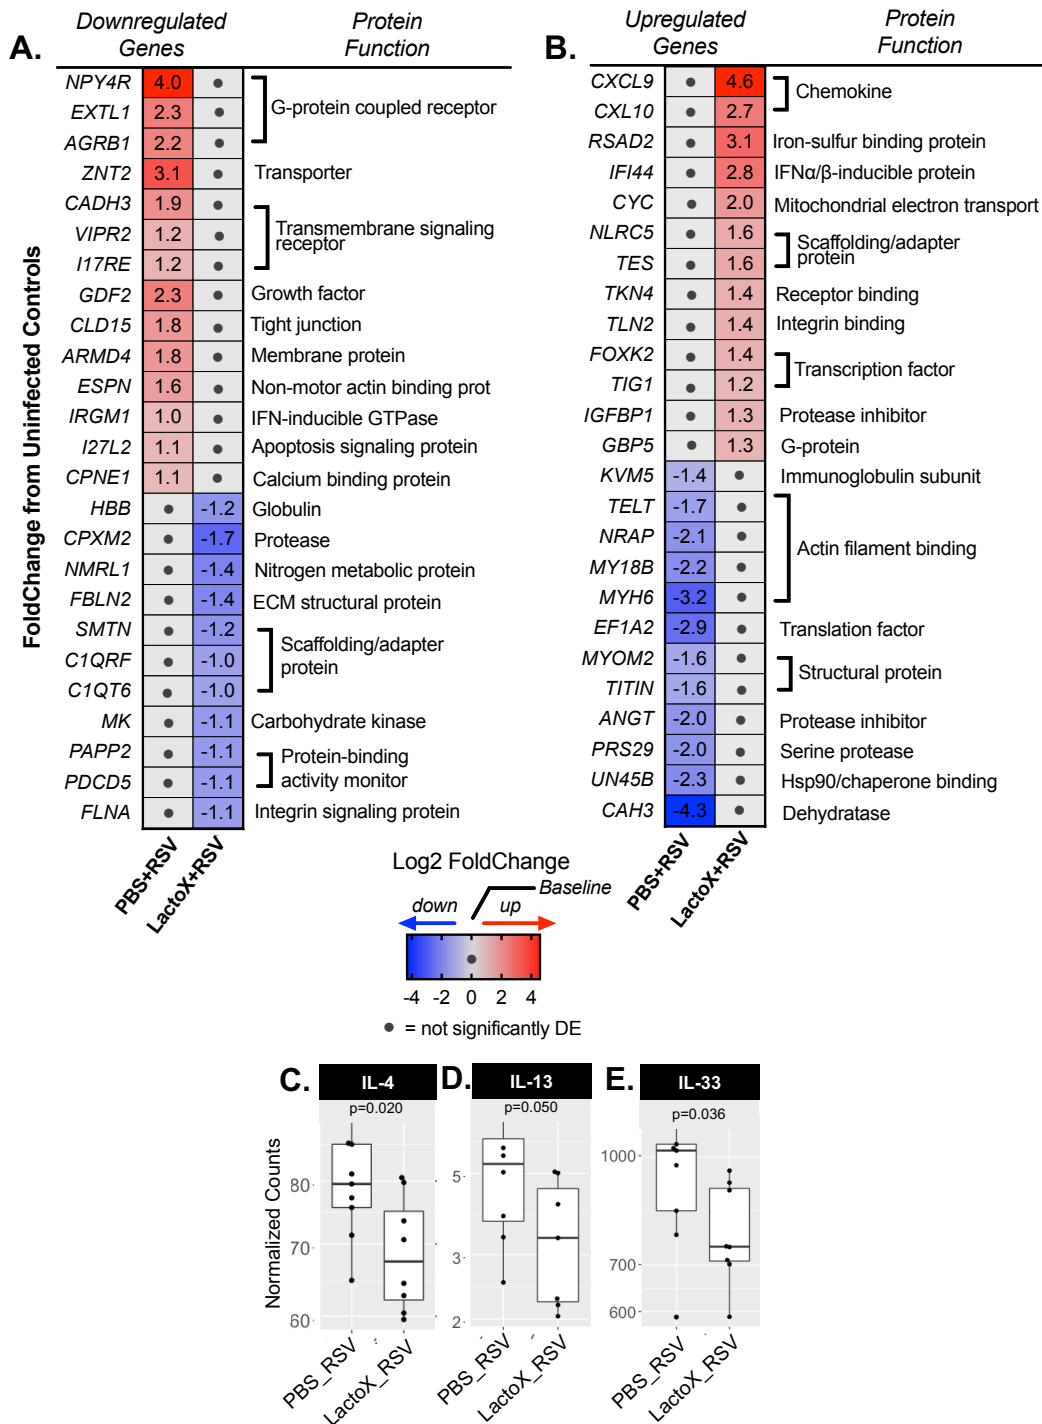 A.
Downregulated Genes
Protein Function
FoldChange from Uninfected Controls
NPY4R 4.0 •
EXTL1 2.3 • G-protein coupled receptor
AGRB1 2.2 •
ZNT2 3.1 • Transporter
CADH3 1.9 •
VIPR2 1.2 • Transmembrane signaling receptor
I17RE 1.2 •
GDF2 2.3 • Growth factor
CLD15 1.8 • Tight junction
ARMD4 1.8 • Membrane protein
ESPN 1.6 • Non-motor actin binding prot
IRGM1 1.0 • IFN-inducible GTPase
I27L2 1.1 • Apoptosis signaling protein
CPNE1 1.1 • Calcium binding protein
HBB • -1.2 Globulin
CPXM2 • -1.7 Protease
NMRL1 • -1.4 Nitrogen metabolic protein
FBLN2 • -1.4 ECM structural protein
SMTN • -1.2
C1QRF • -1.0 Scaffolding/adapter protein
C1QT6 • -1.0
MK • -1.1 Carbohydrate kinase
PAPP2 • -1.1 Protein-binding
PDCD5 • -1.1 activity monitor
FLNA • -1.1 Integrin signaling protein
PBS+RSV
LactoX+RSV
B.
Upregulated Genes
Protein Function
CXCL9 • 4.6 Chemokine
CXL10 • 2.7
RSAD2 • 3.1 Iron-sulfur binding protein
IFI44 • 2.8 IFNα/β-inducible protein
CYC • 2.0 Mitochondrial electron transport
NLRC5 • 1.6 Scaffolding/adapter
TES • 1.6 protein
TKN4 • 1.4 Receptor binding
TLN2 • 1.4 Integrin binding
FOXK2 • 1.4 Transcription factor
TIG1 • 1.2
IGFBP1 • 1.3 Protease inhibitor
GBP5 • 1.3 G-protein
KVM5 -1.4 • Immunoglobulin subunit
TELT -1.7 •
NRAP -2.1 • Actin filament binding
MY18B -2.2 •
MYH6 -3.2 •
EF1A2 -2.9 • Translation factor
MYOM2 -1.6 • Structural protein
TITIN -1.6 •
ANGT -2.0 • Protease inhibitor
PRS29 -2.0 • Serine protease
UN45B -2.3 • Hsp90/chaperone binding
CAH3 -4.3 • Dehydratase
PBS+RSV
LactoX+RSV
Log2 FoldChange
Baseline
down up
-4 -2 0 2 4
• = not significantly DE
C.
IL-4
p=0.020
Normalized Counts
80
70
60
PBS_RSV
LactoX_RSV
D.
IL-13
p=0.050
5
3
2
PBS_RSV
LactoX_RSV
E.
IL-33
p=0.036
1000
700
600
PBS_RSV
LactoX_RSV